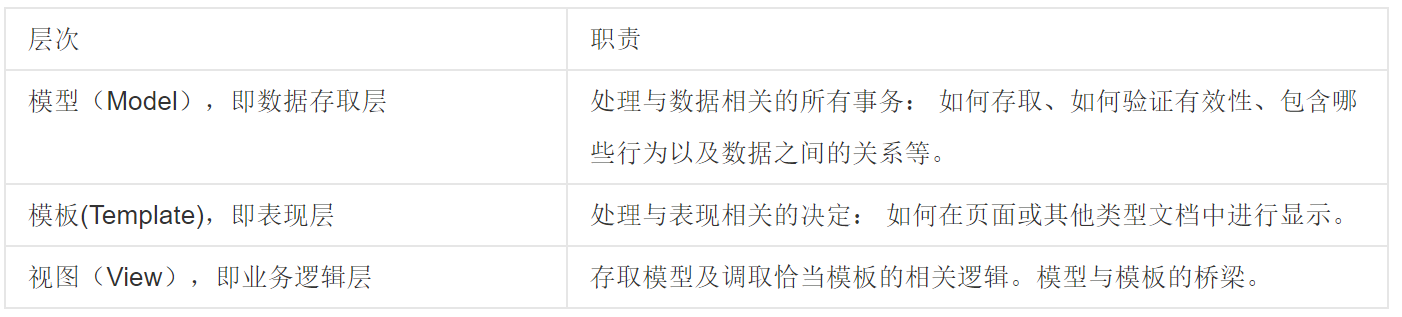 层次
职责
模型（Model），即数据存取层
处理与数据相关的所有事务： 如何存取、如何验证有效性、包含哪
些行为以及数据之间的关系等。
模板(Template)，即表现层
处理与表现相关的决定： 如何在页面或其他类型文档中进行显示。
视图（View），即业务逻辑层
存取模型及调取恰当模板的相关逻辑。模型与模板的桥梁。